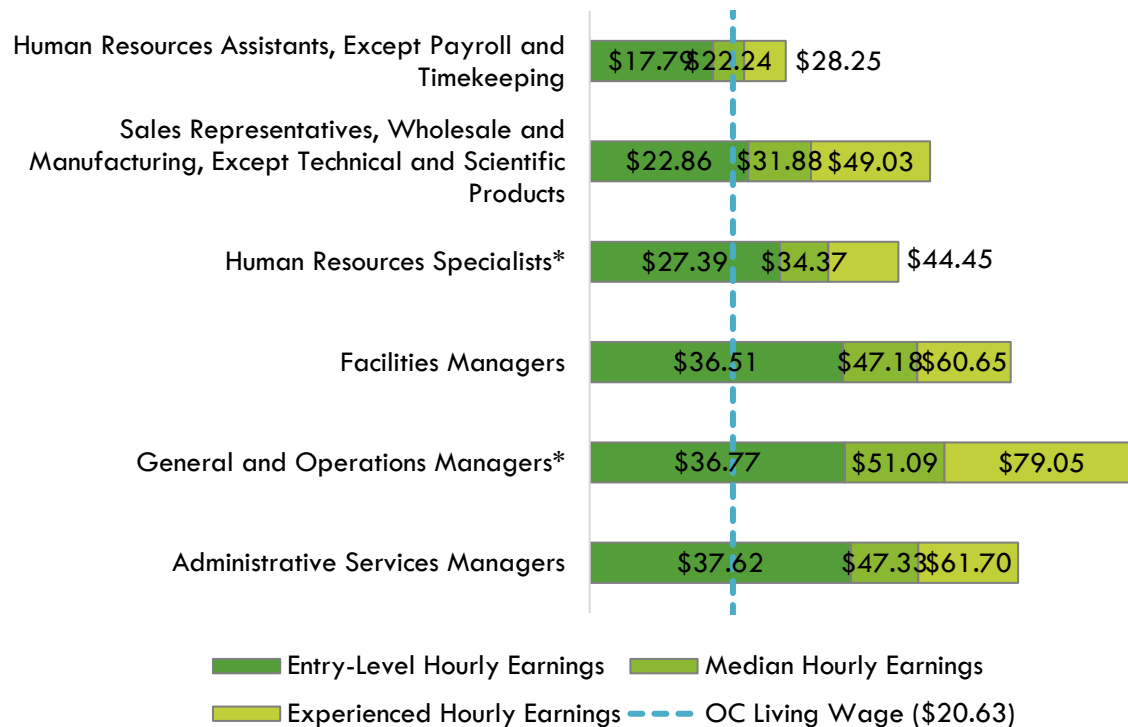 Human Resources Assistants, Except Payroll and
Timekeeping
$17.79 $22.24 $28.25
Sales Representatives, Wholesale and
Manufacturing, Except Technical and Scientific
Products
$22.86 $31.88 $49.03
Human Resources Specialists*
$27.39 $34.37 $44.45
Facilities Managers
$36.51 $47.18 $60.65
General and Operations Managers*
$36.77 $51.09 $79.05
Administrative Services Managers
$37.62 $47.33 $61.70
Entry-Level Hourly Earnings
Median Hourly Earnings
Experienced Hourly Earnings
OC Living Wage ($20.63)